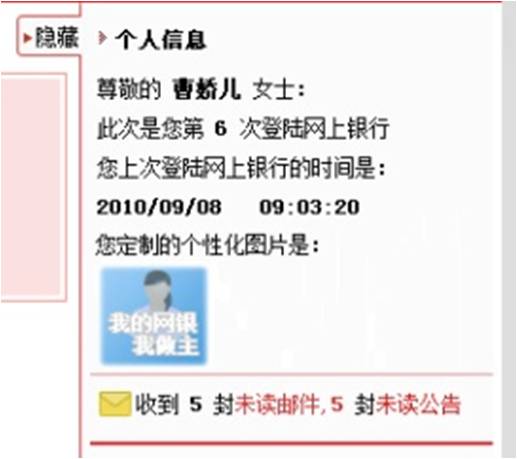 隐藏
个人信息
尊敬的 曹娇儿 女士：
此次是您第 6 次登陆网上银行
您上次登陆网上银行的时间是：
2010/09/08 09:03:20
您定制的个性化图片是：
我的网银
我做主
收到 5 封未读邮件,5 封未读公告